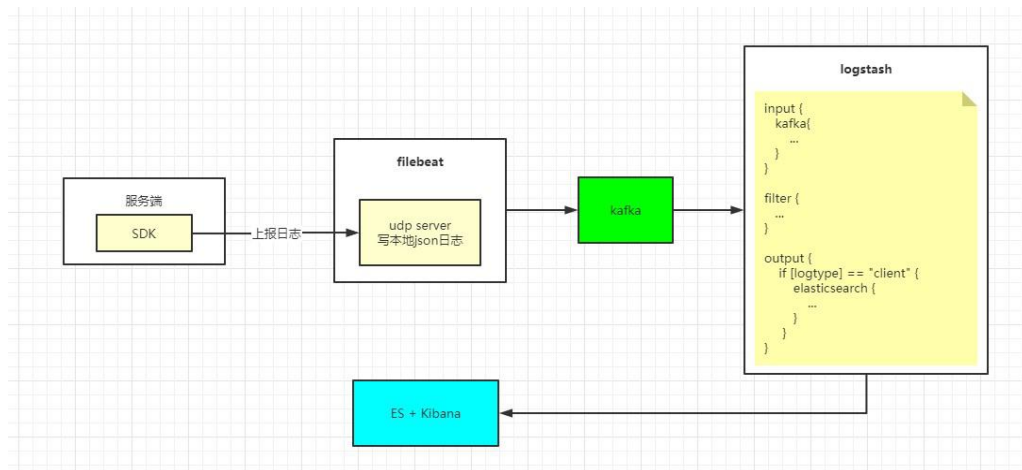 服务端
SDK
上报日志
filebeat
udp server
写本地json日志
kafka
logstash
input {
kafka{
...
}
}
filter {
...
}
output {
if [logtype] == "client" {
elasticsearch {
...
}
}
}
ES + Kibana